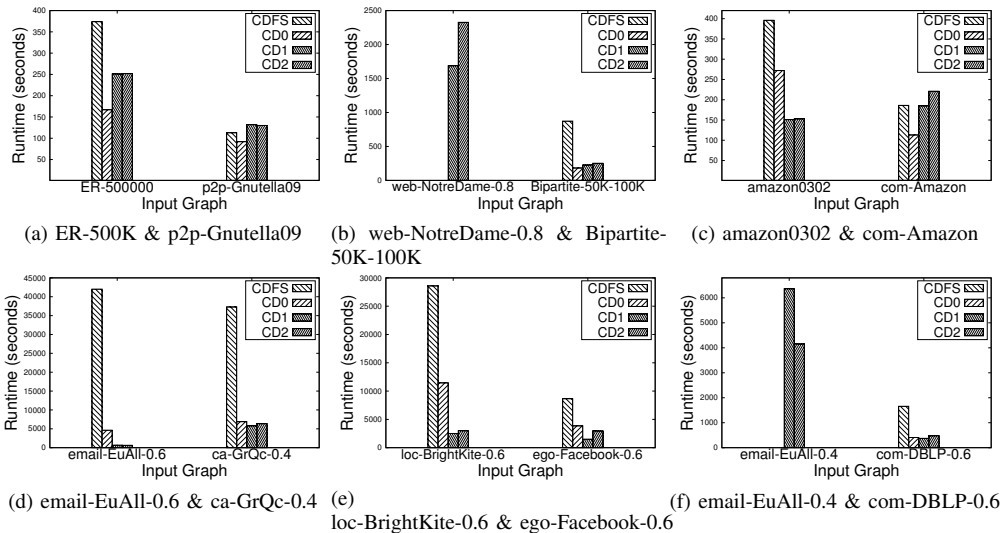 400
350
300
250
200
150
100
50
Runtime (seconds)
CDFS
CD0
CD1
CD2
ER-500000 p2p-Gnutella09
Input Graph
(a) ER-500K & p2p-Gnutella09
2500
2000
1500
1000
500
0
Runtime (seconds)
CDFS
CD0
CD1
CD2
web-NotreDame-0.8 Bipartite-50K-100K
Input Graph
(b) web-NotreDame-0.8 & Bipartite-
50K-100K
400
350
300
250
200
150
100
50
Runtime (seconds)
CDFS
CD0
CD1
CD2
amazon0302 com-Amazon
Input Graph
(c) amazon0302 & com-Amazon
45000
40000
35000
30000
25000
20000
15000
10000
5000
0
Runtime (seconds)
CDFS
CD0
CD1
CD2
email-EuAll-0.6 ca-GrQc-0.4
Input Graph
(d) email-EuAll-0.6 & ca-GrQc-0.4
30000
25000
20000
15000
10000
5000
0
Runtime (seconds)
CDFS
CD0
CD1
CD2
loc-BrightKite-0.6 ego-Facebook-0.6
Input Graph
(e)
loc-BrightKite-0.6 & ego-Facebook-0.6
6000
5000
4000
3000
2000
1000
0
Runtime (seconds)
CDFS
CD0
CD1
CD2
email-EuAll-0.4 com-DBLP-0.6
Input Graph
(f) email-EuAll-0.4 & com-DBLP-0.6